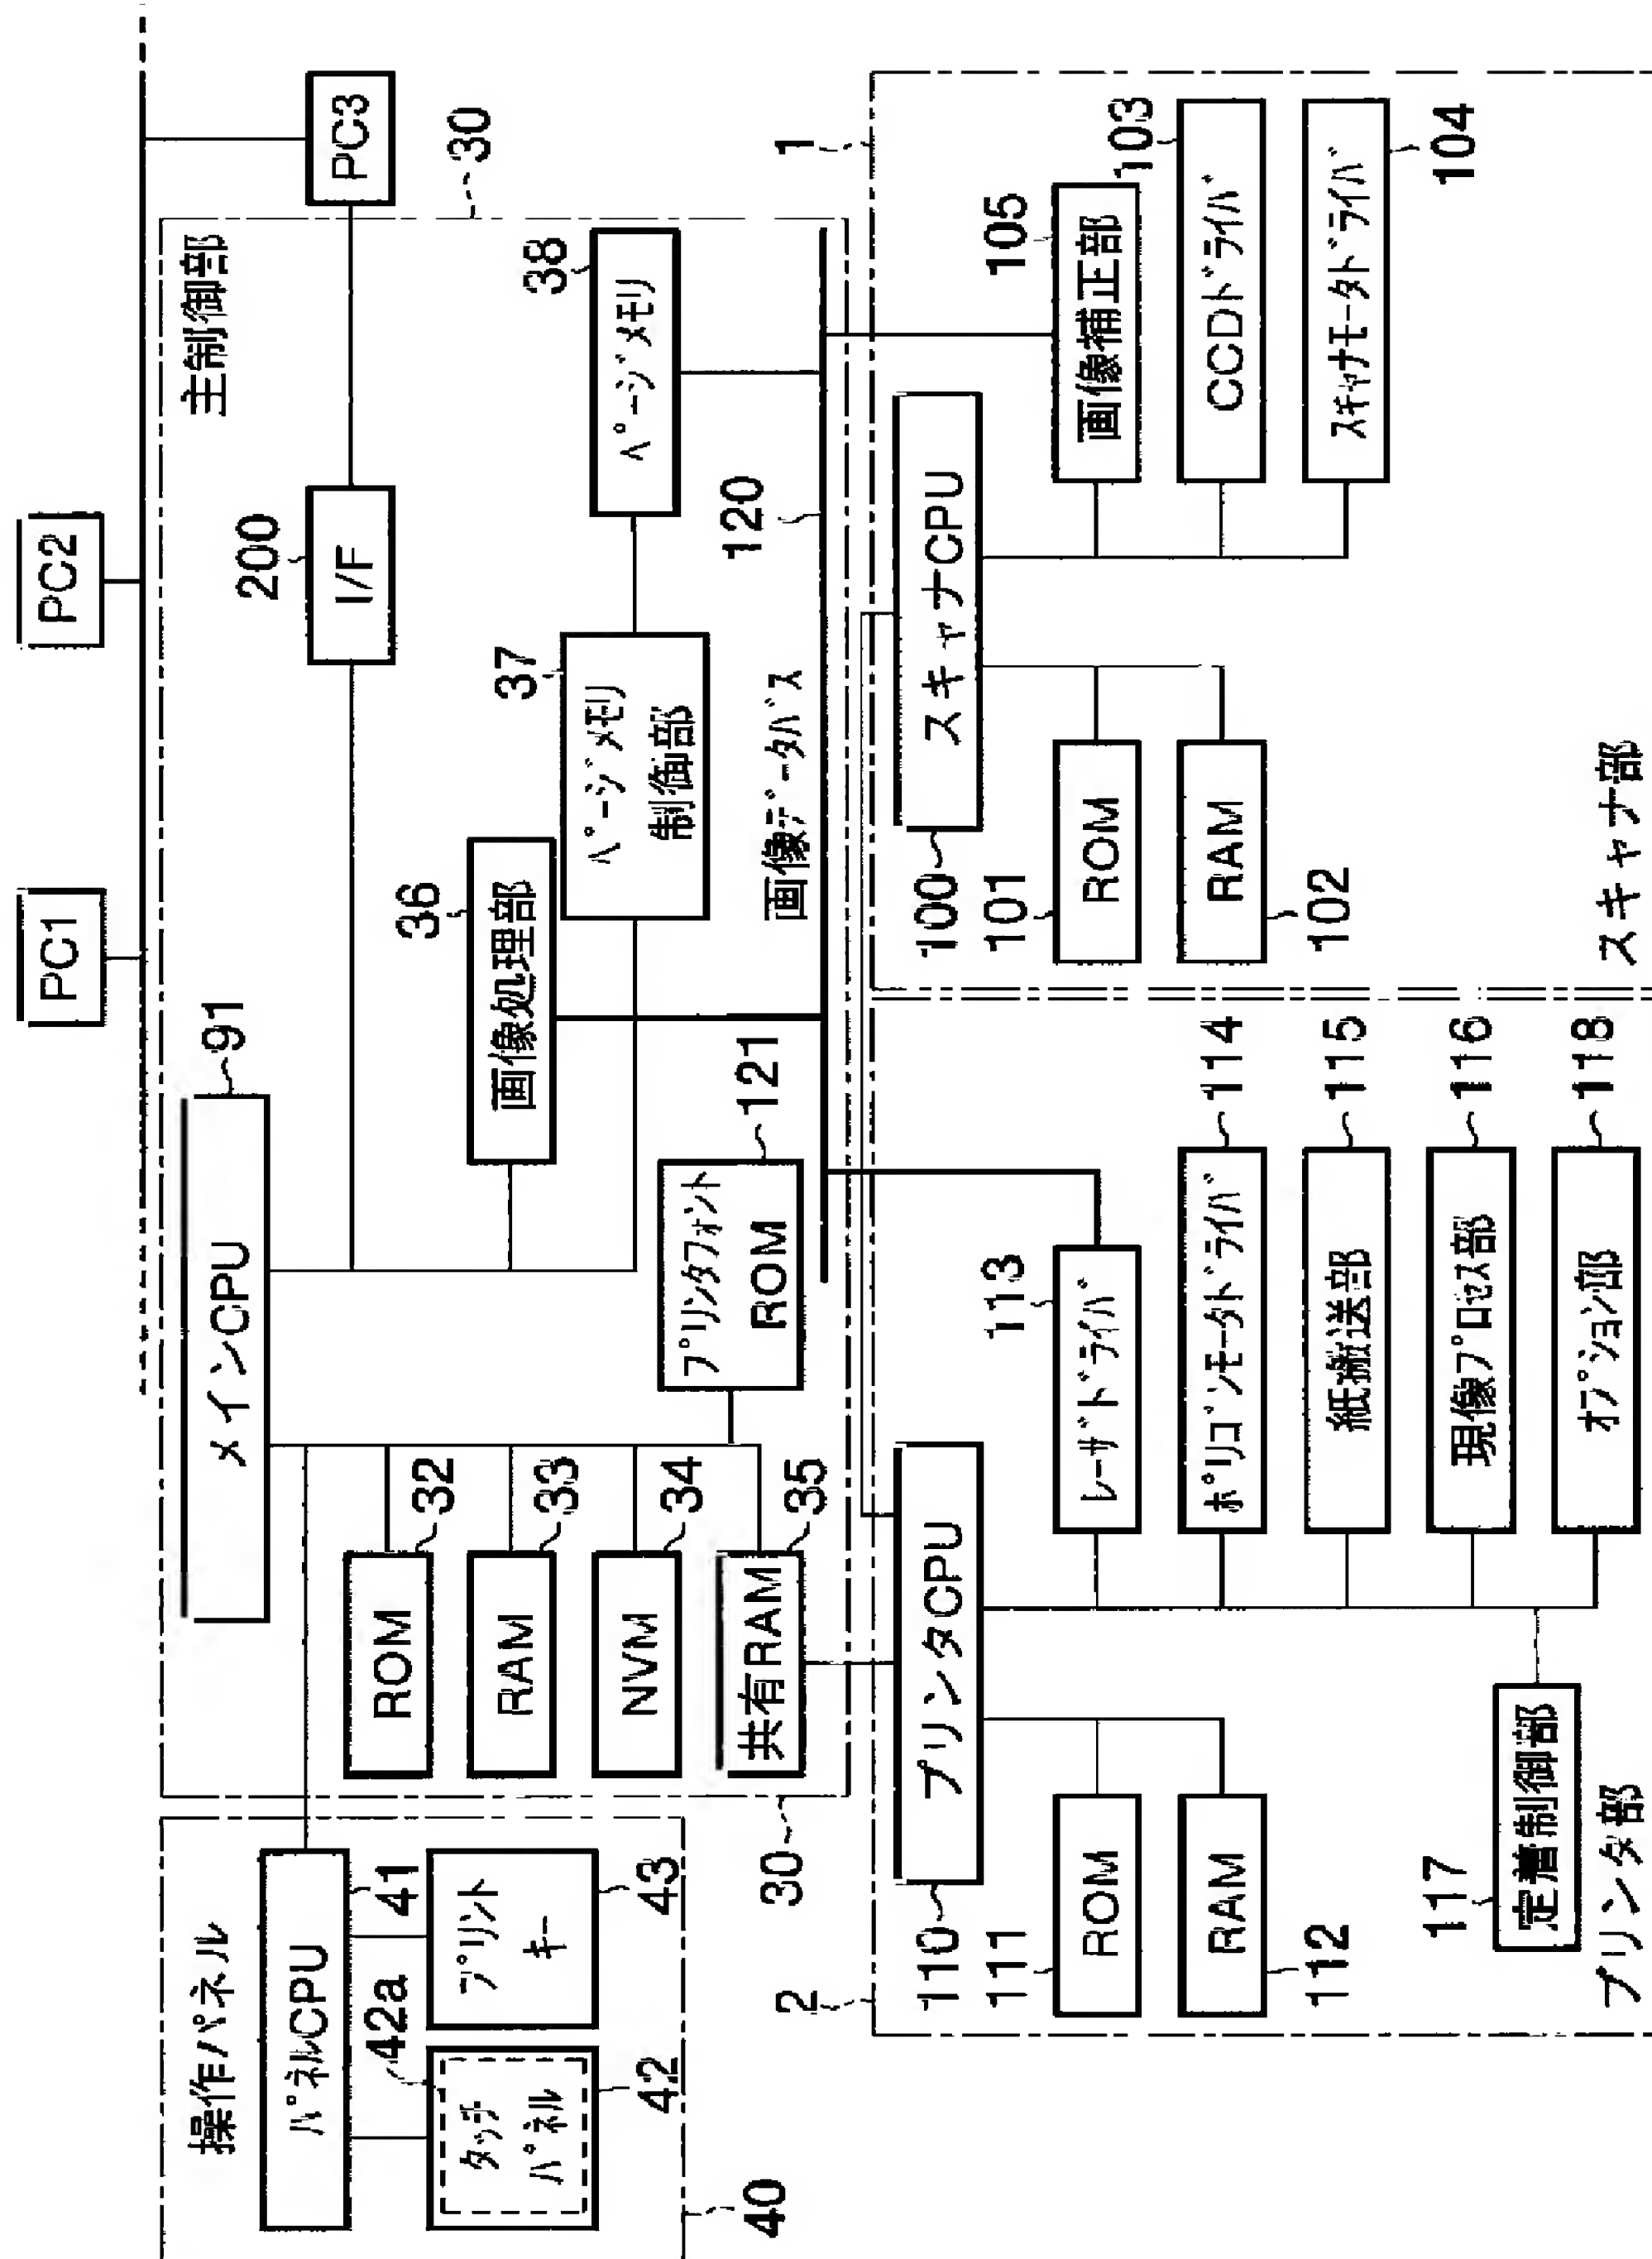 PC1
PC2
PC3
主制御部
30
メインCPU
91
200
I/F
36
画像処理部
37
ページメモリ
制御部
38
ページメモリ
ROM
32
RAM
33
NVM
34
共有RAM
35
プリンタフォント
ROM
121
画像データバス
120
30
操作パネル
パネルCPU
41
42a
タッチ
パネル
42
プリント
キー
43
40
2
プリンタCPU
110
111
ROM
RAM
112
113
レーザドライバ
ポリゴンモータドライバ
114
紙搬送部
115
現像プロセス部
116
オプション部
118
117
定着制御部
プリンタ部
1
スキャナCPU
100
101
ROM
RAM
102
105
画像補正部
103
CCDドライバ
スキャナモータドライバ
104
スキャナ部